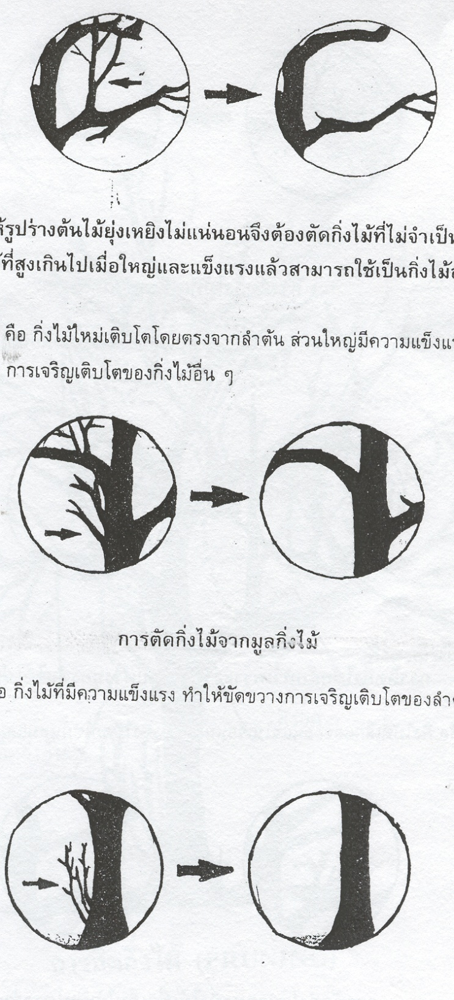 ห้รูปร่างต้นไม้ยุ่งเหยิงไม่แน่นอนจึงต้องตัดกิ่งไม้ที่ไม่จำเป็น
ที่สูงเกินไปเมื่อใหญ่และแข็งแรงแล้วสามารถใช้เป็นกิ่งไม้
คือ กิ่งไม้ใหม่เติบโตโดยตรงจากลำต้น ส่วนใหญ่มีความแข็งแ
การเจริญเติบโตของกิ่งไม้อื่น ๆ
การตัดกิ่งไม้จากมูลกิ่งไม้
อ กิ่งไม้ที่มีความแข็งแรง ทำให้ขัดขวางการเจริญเติบโตของลำ